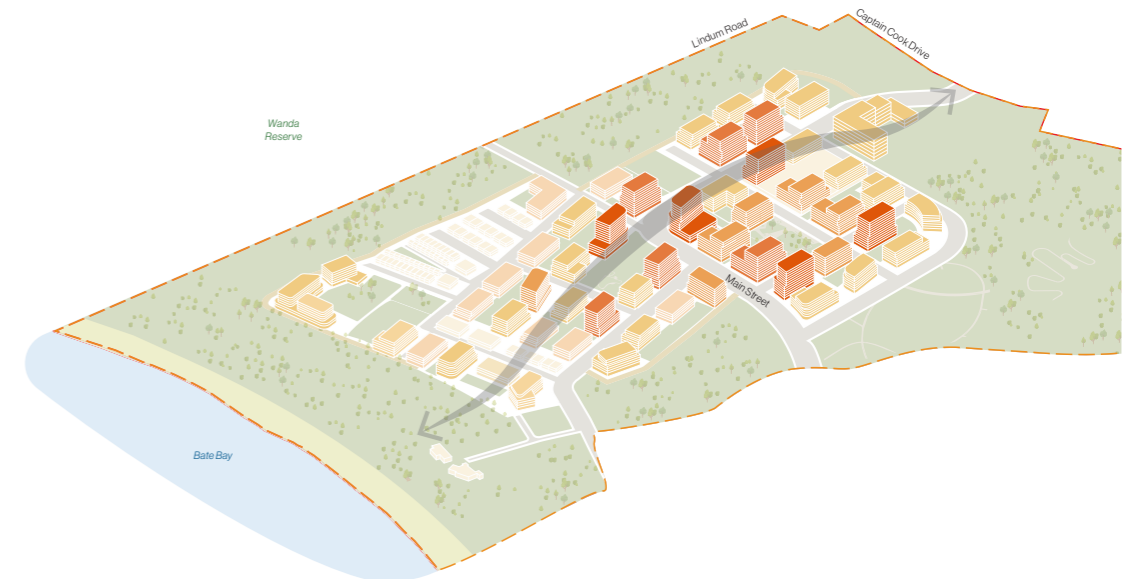 Lindum Road
Captain Cook Drive
Wanda
Reserve
Main Street
Bate Bay